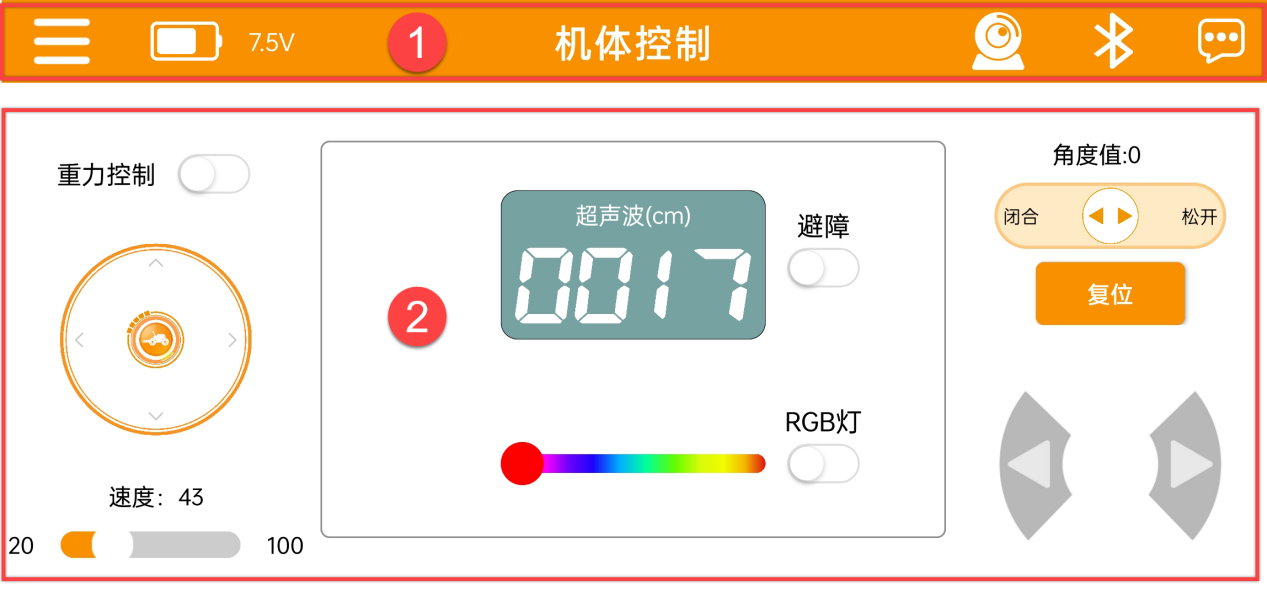 7.5V
1
机体控制
重力控制
速度：43
20
100
2
超声波(cm)
0017
避障
RGB灯
角度值:0
闭合
松开
复位